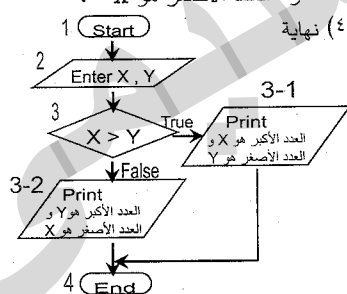 ٤) نهاية
1 Start
2
Enter X , Y
3
X > Y
True
3-1
Print
العدد الأكبر هو X و
العدد الأصغر هو Y
False
3-2
Print
العدد الأكبر هو Y و
العدد الأصغر هو X
4 End